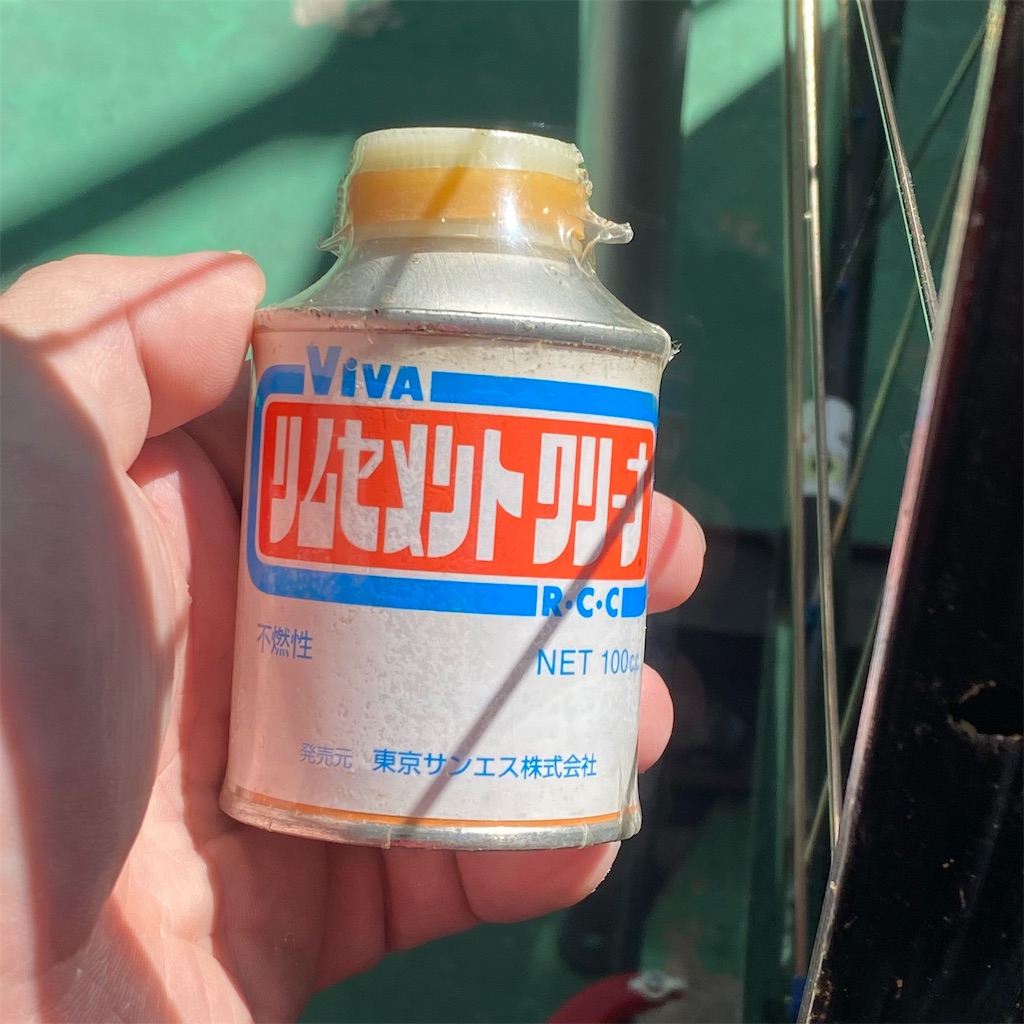 ViVA
リムセメントクリーナ
R・C・C
不燃性
NET 100c.c.
発売元 東京サンエス株式会社